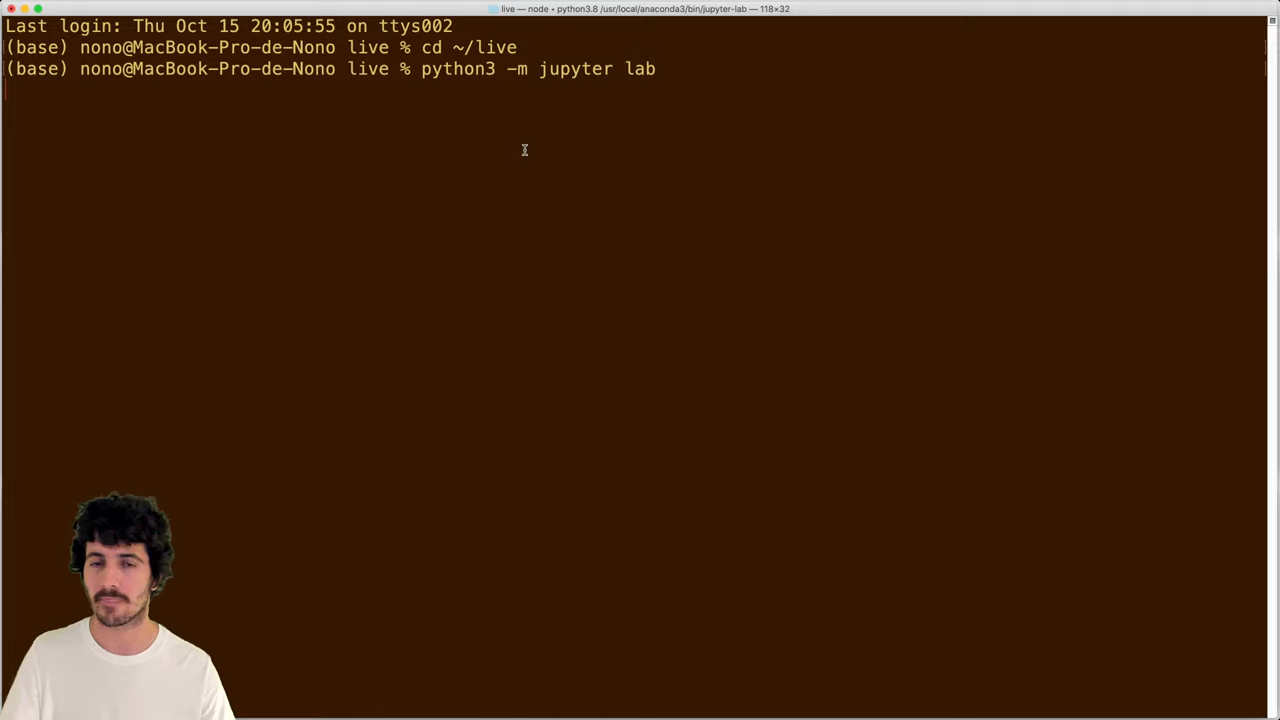 live — node • python3.8 /usr/local/anaconda3/bin/jupyter-lab — 118×32
Last login: Thu Oct 15 20:05:55 on ttys002
(base) nono@MacBook-Pro-de-Nono live % cd ~/live
(base) nono@MacBook-Pro-de-Nono live % python3 -m jupyter lab